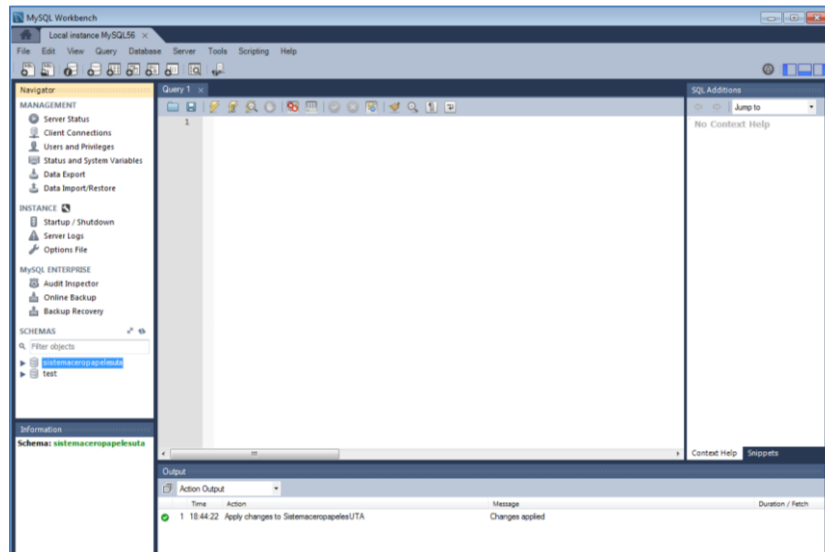 MySQL Workbench
Local instance MySQL56 ×
File Edit View Query Database Server Tools Scripting Help
Navigator
MANAGEMENT
Server Status
Client Connections
Users and Privileges
Status and System Variables
Data Export
Data Import/Restore
INSTANCE
Startup / Shutdown
Server Logs
Options File
MySQL ENTERPRISE
Audit Inspector
Online Backup
Backup Recovery
SCHEMAS
Filter objects
sistemaceropapelesuta
test
Information
Schema: sistemaceropapelesuta
Query 1 ×
1
SQL Additions
Jump to
No Context Help
Context Help Snippets
Output
Action Output
Time Action Message Duration / Fetch
1 18:44:22 Apply changes to SistemaceropapelesUTA Changes applied